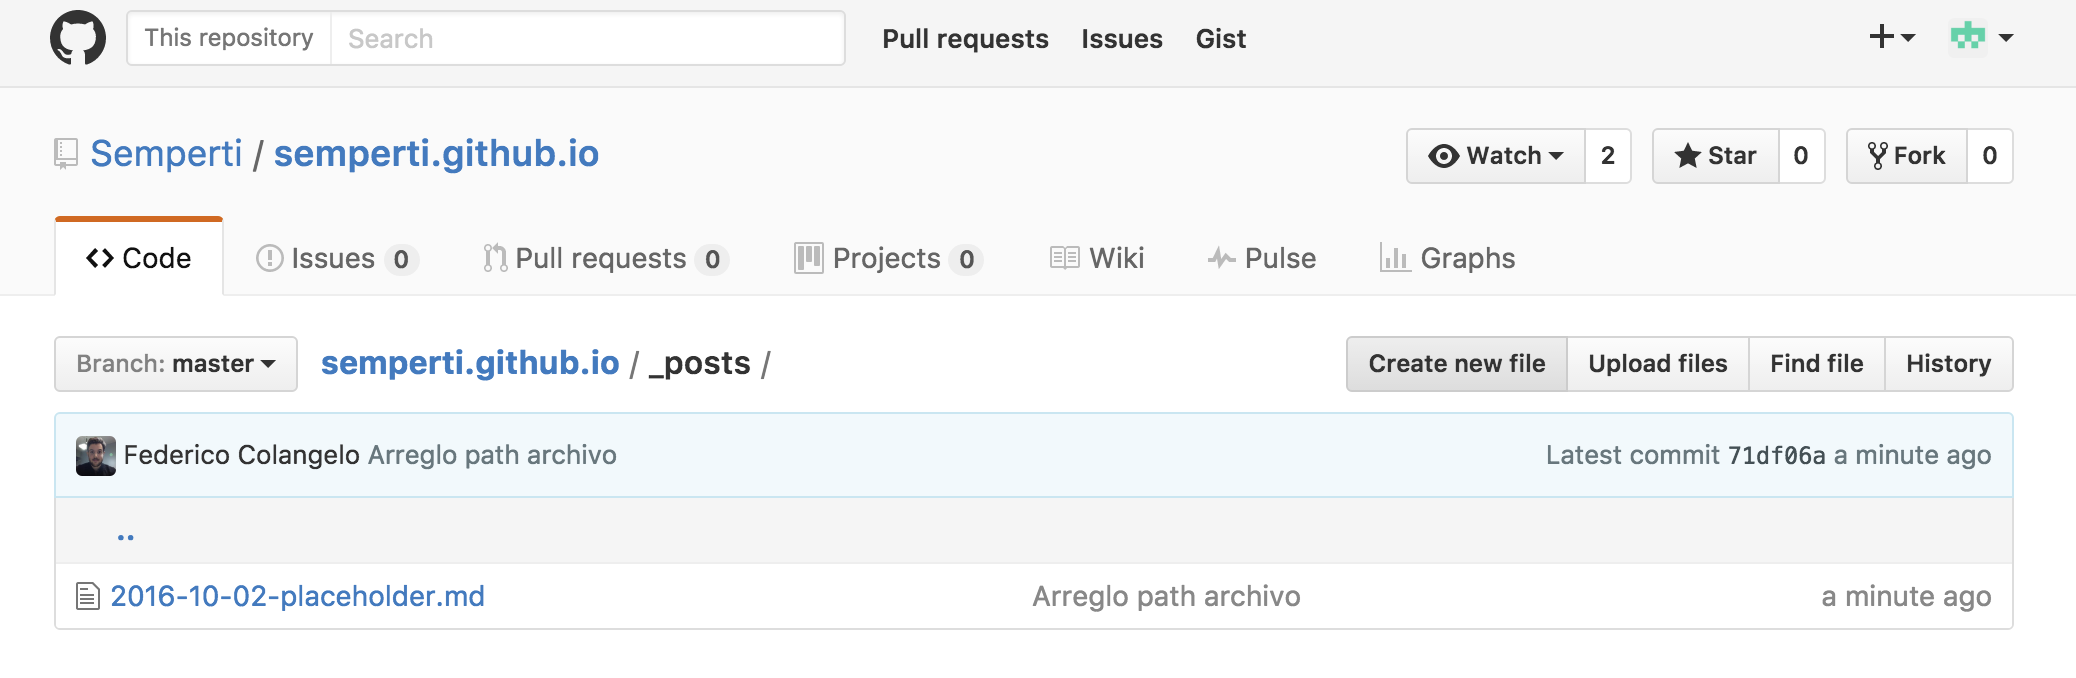 This repository Search Pull requests Issues Gist
Semperti / semperti.github.io Watch 2 Star 0 Fork 0
Code Issues 0 Pull requests 0 Projects 0 Wiki Pulse Graphs
Branch: master semperti.github.io / _posts / Create new file Upload files Find file History
Federico Colangelo Arreglo path archivo Latest commit 71df06a a minute ago
..
2016-10-02-placeholder.md Arreglo path archivo a minute ago